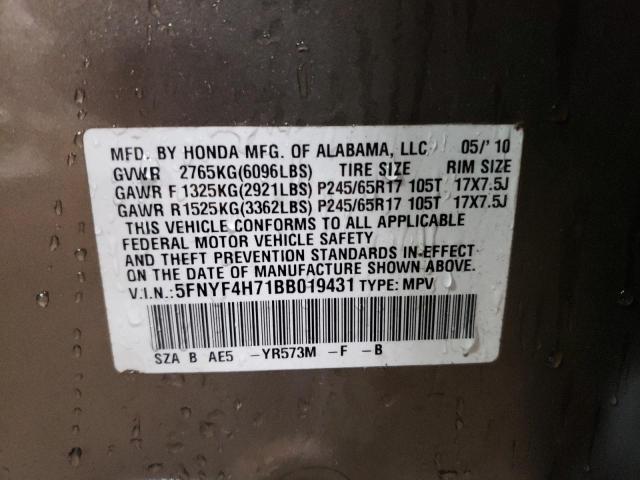 MFD. BY HONDA MFG. OF ALABAMA, LLC 05/'10
GVWR 2765KG(6096LBS) TIRE SIZE RIM SIZE
GAWR F 1325KG(2921LBS) P245/65R17 105T 17X7.5J
GAWR R 1525KG(3362LBS) P245/65R17 105T 17X7.5J
THIS VEHICLE CONFORMS TO ALL APPLICABLE
FEDERAL MOTOR VEHICLE SAFETY
AND THEFT PREVENTION STANDARDS IN-EFFECT
ON THE DATE OF MANUFACTURE SHOWN ABOVE.
V.I.N.:5FNYF4H71BB019431 TYPE: MPV
SZA B AE5 -YR573M -F -B